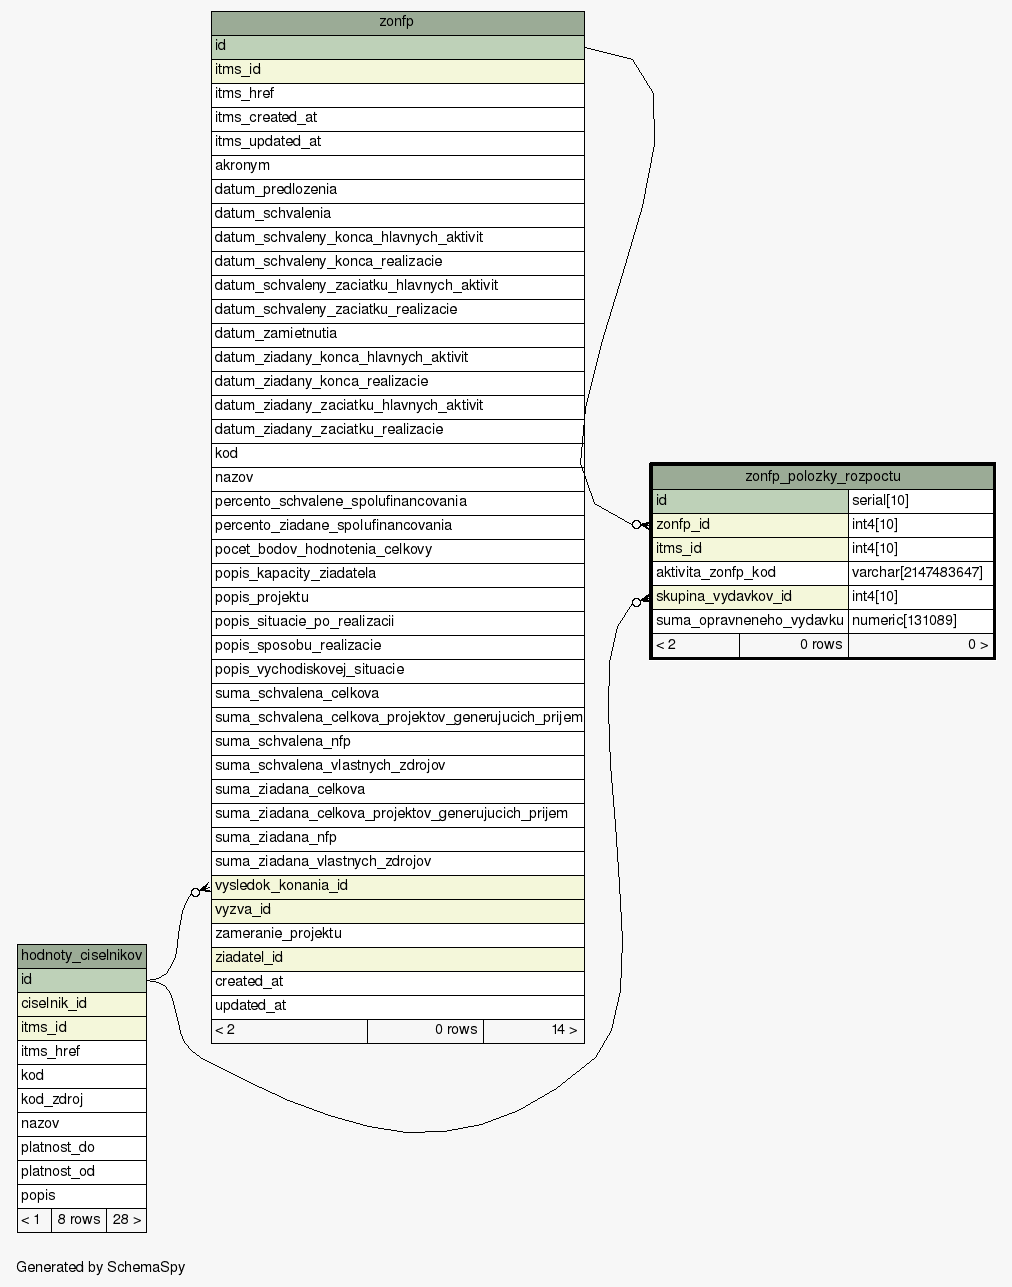 zonfp
id
itms_id
itms_href
itms_created_at
itms_updated_at
akronym
datum_predlozenia
datum_schvalenia
datum_schvaleny_konca_hlavnych_aktivit
datum_schvaleny_konca_realizacie
datum_schvaleny_zaciatku_hlavnych_aktivit
datum_schvaleny_zaciatku_realizacie
datum_zamietnutia
datum_ziadany_konca_hlavnych_aktivit
datum_ziadany_konca_realizacie
datum_ziadany_zaciatku_hlavnych_aktivit
datum_ziadany_zaciatku_realizacie
kod
nazov
percento_schvalene_spolufinancovania
percento_ziadane_spolufinancovania
pocet_bodov_hodnotenia_celkovy
popis_kapacity_ziadatela
popis_projektu
popis_situacie_po_realizacii
popis_sposobu_realizacie
popis_vychodiskovej_situacie
suma_schvalena_celkova
suma_schvalena_celkova_projektov_generujucich_prijem
suma_schvalena_nfp
suma_schvalena_vlastnych_zdrojov
suma_ziadana_celkova
suma_ziadana_celkova_projektov_generujucich_prijem
suma_ziadana_nfp
suma_ziadana_vlastnych_zdrojov
vysledok_konania_id
vyzva_id
zameranie_projektu
ziadatel_id
created_at
updated_at
< 2 0 rows 14 >
zonfp_polozky_rozpoctu
id serial[10]
zonfp_id int4[10]
itms_id int4[10]
aktivita_zonfp_kod varchar[2147483647]
skupina_vydavkov_id int4[10]
suma_opravneneho_vydavku numeric[131089]
< 2 0 rows 0 >
hodnoty_ciselnikov
id
ciselnik_id
itms_id
itms_href
kod
kod_zdroj
nazov
platnost_do
platnost_od
popis
< 1 8 rows 28 >
Generated by SchemaSpy